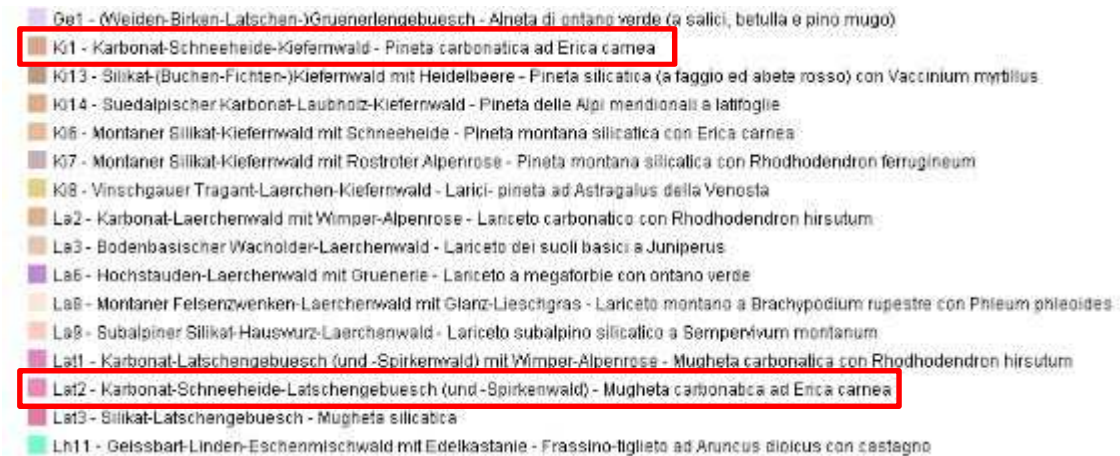 Ge1 - (Weiden-Birken-Latschen-)Gruenerlengebuesch - Alneta di ontano verde (a salici, betulla e pino mugo)
Ki1 - Karbonat-Schneeheide-Kiefernwald - Pineta carbonatica ad Erica carnea
Ki13 - Silikat-(Buchen-Fichten-)Kiefernwald mit Heidelbeere - Pineta silicatica (a faggio ed abete rosso) con Vaccinium myrtillus
Ki14 - Suedalpischer Karbonat-Laubholz-Kiefernwald - Pineta delle Alpi meridionali a latifoglie
Ki6 - Montaner Silikat-Kiefernwald mit Schneeheide - Pineta montana silicatica con Erica carnea
Ki7 - Montaner Silikat-Kiefernwald mit Rostroter Alpenrose - Pineta montana silicatica con Rhodhodendron ferrugineum
Ki8 - Vinschgauer Tragant-Laerchen-Kiefernwald - Larici- pineta ad Astragalus della Venosta
La2 - Karbonat-Laerchenwald mit Wimper-Alpenrose - Lariceto carbonatico con Rhodhodendron hirsutum
La3 - Bodenbasischer Wacholder-Laerchenwald - Lariceto dei suoli basici a Juniperus
La6 - Hochstauden-Laerchenwald mit Gruenerle - Lariceto a megaforbie con ontano verde
La8 - Montaner Felsenzwenken-Laerchenwald mit Glanz-Lieschgras - Lariceto montano a Brachypodium rupestre con Phleum phleoides
La9 - Subalpiner Silikat-Hauswurz-Laerchenwald - Lariceto subalpino silicatico a Sempervivum montanum
Lat1 - Karbonat-Latschengebuesch (und -Spirkenwald) mit Wimper-Alpenrose - Mugheta carbonatica con Rhodhodendron hirsutum
Lat2 - Karbonat-Schneeheide-Latschengebuesch (und -Spirkenwald) - Mugheta carbonatica ad Erica carnea
Lat3 - Silikat-Latschengebuesch - Mugheta silicatica
Lh11 - Geissbart-Linden-Eschenmischwald mit Edelkastanie - Frassino-tiglieto ad Aruncus dioicus con castagno